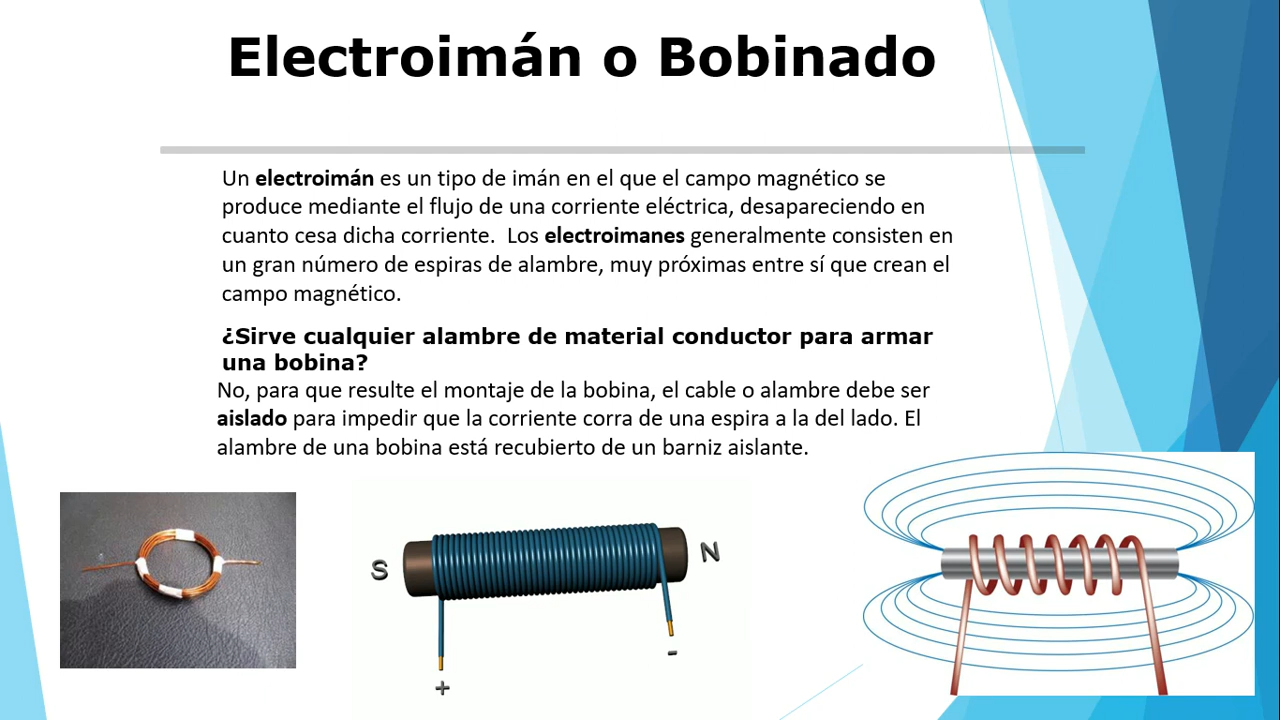 Electroimán o Bobinado
Un electroimán es un tipo de imán en el que el campo magnético se
produce mediante el flujo de una corriente eléctrica, desapareciendo en
cuanto cesa dicha corriente.  Los electroimanes generalmente consisten en
un gran número de espiras de alambre, muy próximas entre sí que crean el
campo magnético.
¿Sirve cualquier alambre de material conductor para armar
una bobina?
No, para que resulte el montaje de la bobina, el cable o alambre debe ser
aislado para impedir que la corriente corra de una espira a la del lado. El
alambre de una bobina está recubierto de un barniz aislante.
S
N
+
-